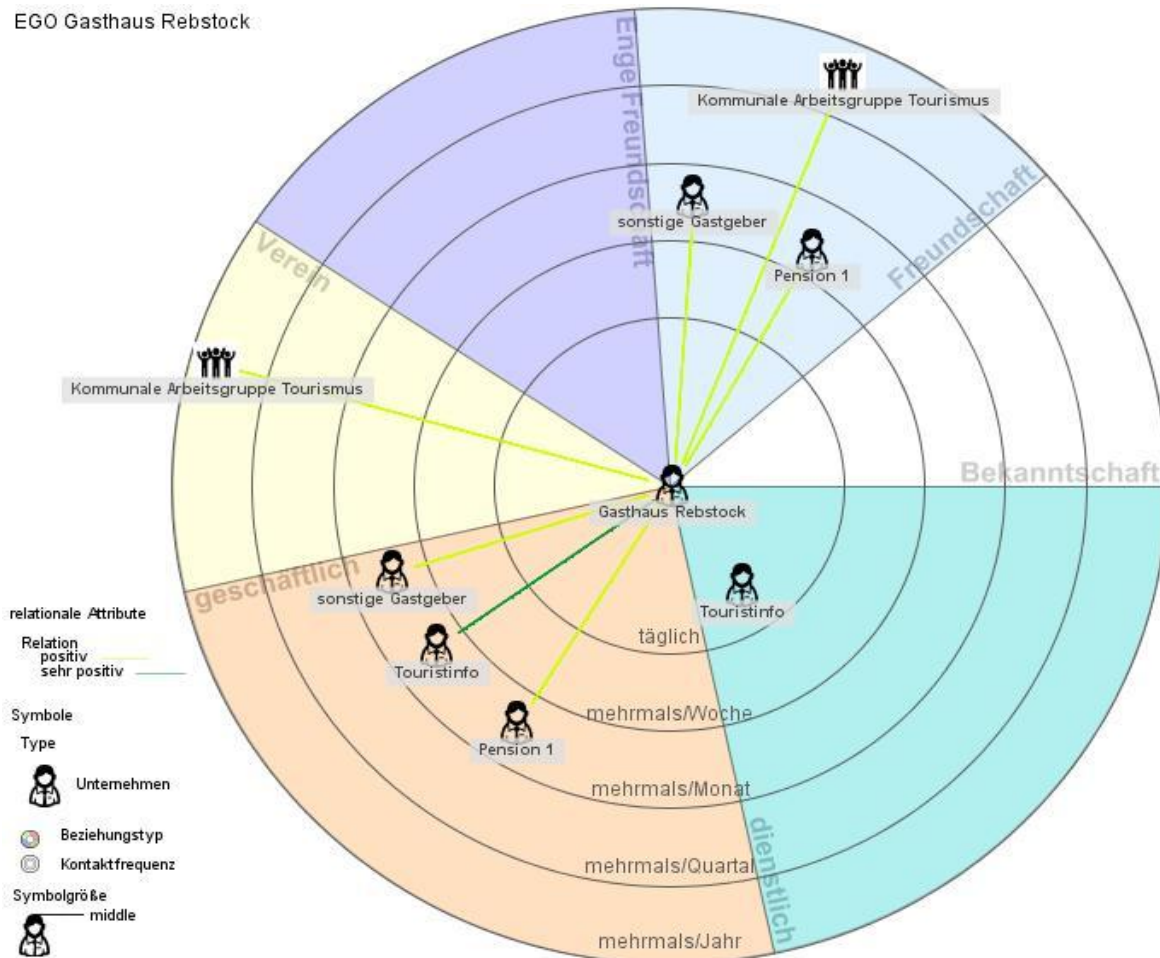 EGO Gasthaus Rebstock
Enge Freundschaft
Kommunale Arbeitsgruppe Tourismus
sonstige Gastgeber
Pension 1
Freundschaft
Verein
Kommunale Arbeitsgruppe Tourismus
Bekanntschaft
Gasthaus Rebstock
geschäftlich
sonstige Gastgeber
Touristinfo
Touristinfo
Pension 1
täglich
mehrmals/Woche
mehrmals/Monat
mehrmals/Quartal
mehrmals/Jahr
dienstlich
relationale Attribute
Relation
positiv
sehr positiv
Symbole
Type
Unternehmen
Beziehungstyp
Kontaktfrequenz
Symbolgröße
middle